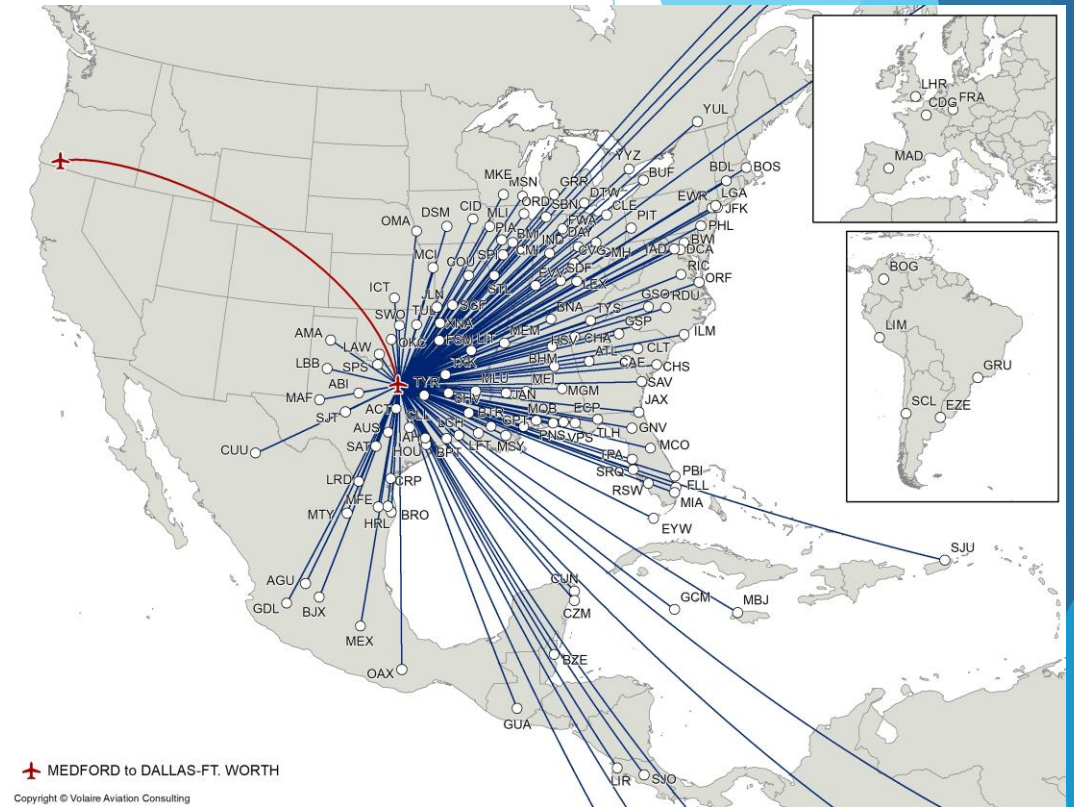 YUL
YYZ
BUF
BDL
BOS
MKE
MSN
GRR
DTW
EWR
LGA
JFK
ORD
SBN
CLE
PIT
PHL
OMA
DSM
CID
MLI
PIA
BMI
FWA
DAY
IND
CMI
CVG
CMH
IAD
BWI
DCA
MCI
COU
SPI
STL
EVV
SDF
LEX
RIC
ORF
ICT
JLN
SGF
SWO
TUL
XNA
BNA
TYS
GSO
RDU
GSP
ILM
AMA
LAW
OKC
FSM
LIT
MEM
HSV
CHA
ATL
CLT
LBB
SPS
TXK
BHM
CAE
CHS
ABI
TYR
MLU
MEI
MGM
SAV
MAF
SHV
JAN
JAX
SJT
ACT
CLL
BTR
GPT
MOB
ECP
GNV
AUS
LCH
PNS
VPS
TLH
MCO
CUU
SAT
IAH
HOU
BPT
LFT
MSY
TPA
SRQ
PBI
FLL
LRD
CRP
RSW
MIA
MFE
MTY
HRL
BRO
EYW
SJU
AGU
GDL
BJX
CUN
CZM
GCM
MBJ
MEX
OAX
BZE
GUA
LIR
SJO
LHR
CDG
FRA
MAD
BOG
LIM
GRU
SCL
EZE
MEDFORD to DALLAS-FT. WORTH
Copyright © Volaire Aviation Consulting